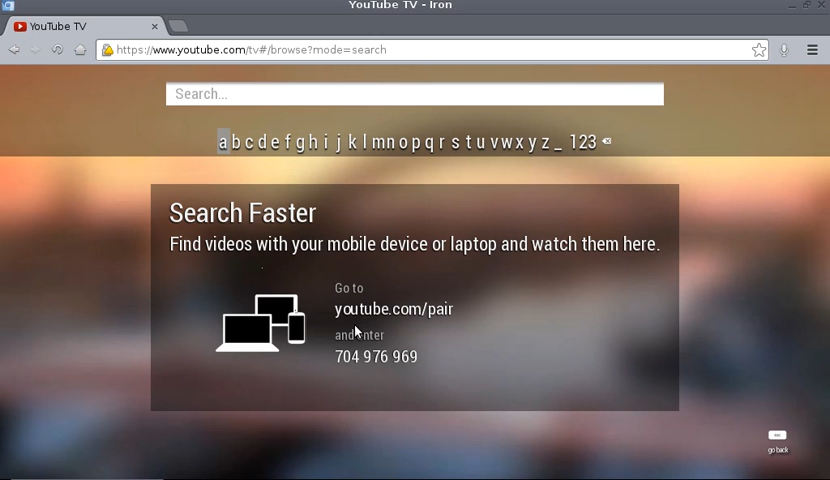 YouTube TV - Iron
YouTube TV
https://www.youtube.com/tv#/browse?mode=search
Search...
a b c d e f g h i j k l m n o p q r s t u v w x y z _ 123
Search Faster
Find videos with your mobile device or laptop and watch them here.
Go to
youtube.com/pair
and enter
704 976 969
go back